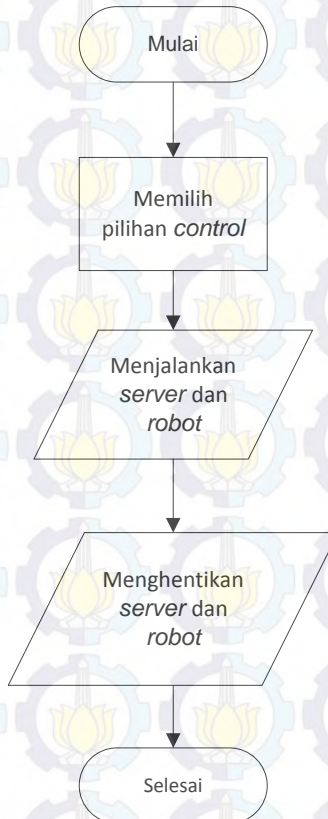 Mulai
Memilih
pilihan control
Menjalankan
server dan
robot
Menghentikan
server dan
robot
Selesai